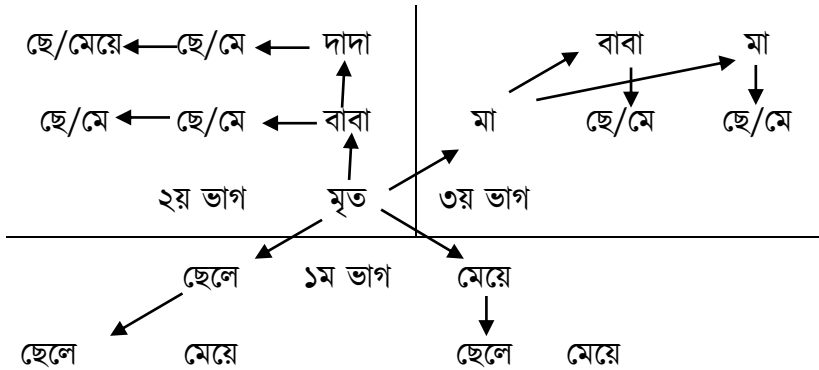 ছে/মেয়ে ছে/মে দাদা বাবা মা
ছে/মে ছে/মে বাবা মা ছে/মে ছে/মে
২য় ভাগ মৃত ৩য় ভাগ
ছেলে ১ম ভাগ মেয়ে
ছেলে মেয়ে ছেলে মেয়ে